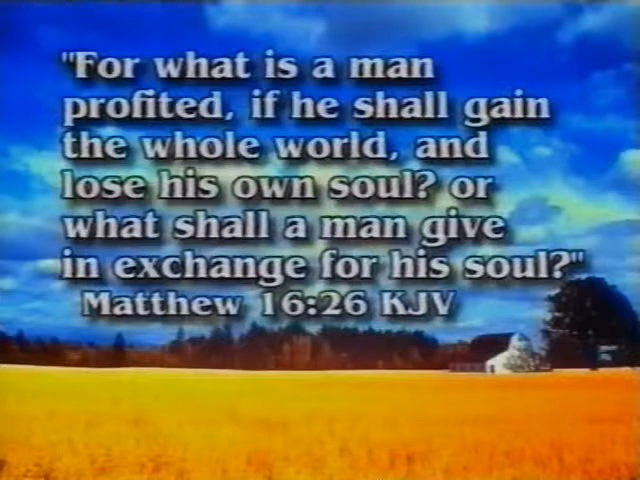 "For what is a man
profited, if he shall gain
the whole world, and
lose his own soul? or
what shall a man give
in exchange for his soul?"
Matthew 16:26 KJV